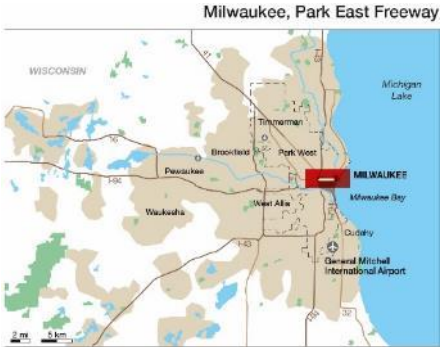 Milwaukee, Park East Freeway
WISCONSIN
Michigan
Lake
Timmerman
Brookfield
Park West
Pewaukee
I-94
MILWAUKEE
Milwaukee Bay
West Allis
Waukesha
Cudahy
I-43
General Mitchell
International Airport
32
2 mi
5 km